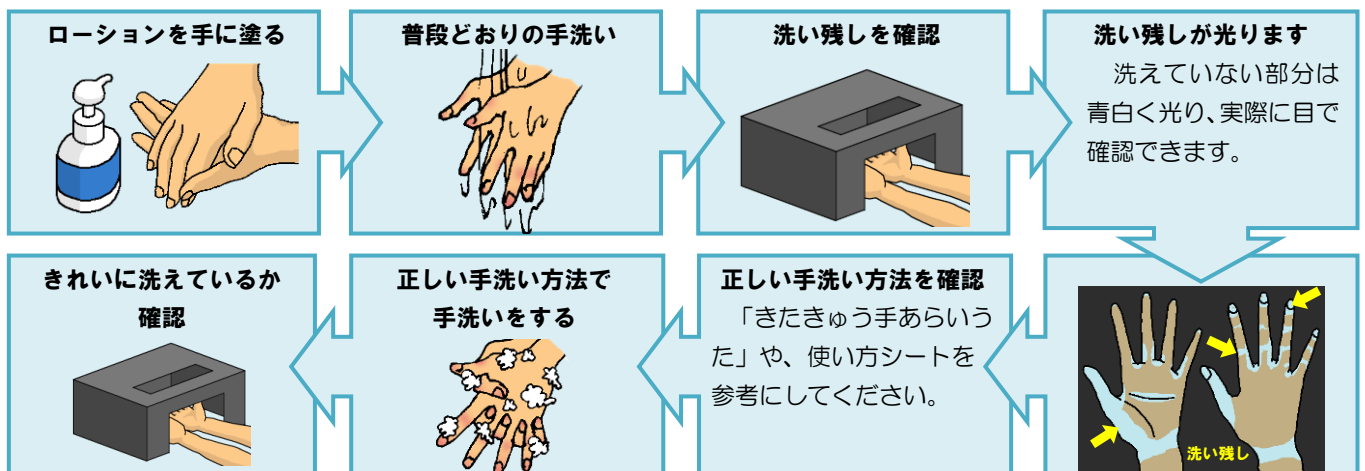 ローションを手に塗る
普段どおりの手洗い
洗い残しを確認
洗い残しが光ります
洗えていない部分は
青白く光り、実際に目で
確認できます。
洗い残し
正しい手洗い方法を確認
「きたきゅう手あらいう
た」や、使い方シートを
参考にしてください。
正しい手洗い方法で
手洗いをする
きれいに洗えているか
確認